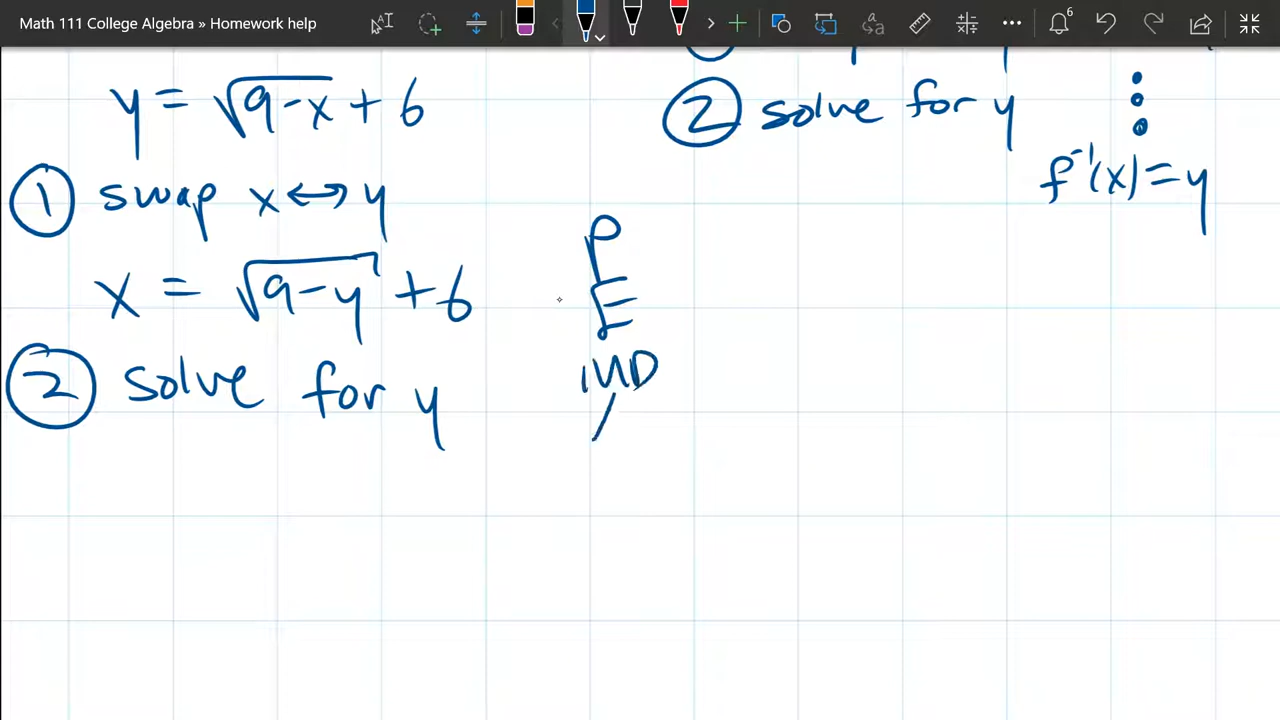 Math 111 College Algebra » Homework help
6
y = √9-x + 6
① swap x ↔ y
x = √9-y + 6
② solve for y
P
E
MD
② solve for y
f⁻¹(x) = y